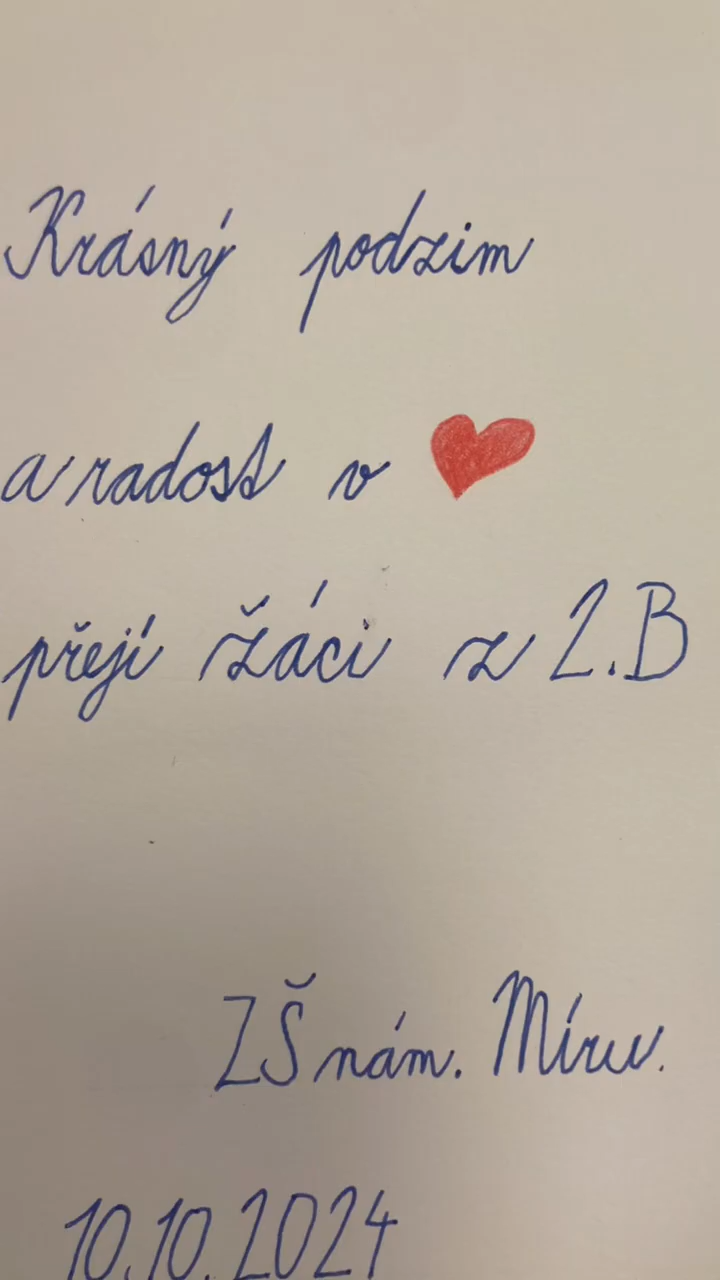 Krásný podzim
a radost v
přejí žáci z 2.B
ZŠ nám. Míru.
10.10.2024